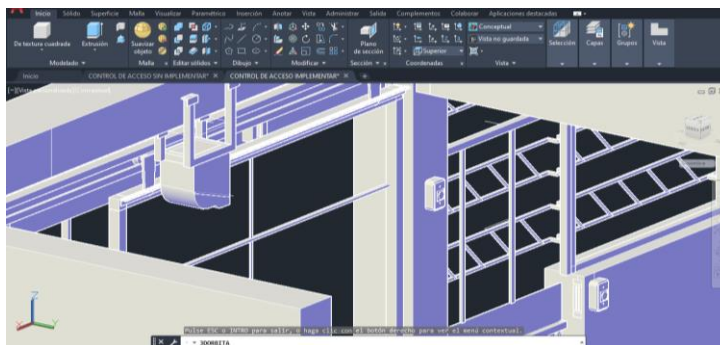 Inicio Sólido Superficie Malla Visualizar Paramétrico Inserción Anotar Vista Administrar Salida Complementos Colaborar Aplicaciones destacadas
De textura cuadrada
Extrusión
Suavizar objeto
Plano de sección
Conceptual
Vista no guardada
Superior
Selección
Capas
Grupos
Vista
Modelado Malla Editar sólidos Dibujo Modificar Sección Coordenadas Vista
Inicio CONTROL DE ACCESO SIN IMPLEMENTAR* CONTROL DE ACCESO IMPLEMENTAR*
Pulse ESC o INTRO para salir, o haga clic con el botón derecho para ver el menú contextual.
3DORBITA